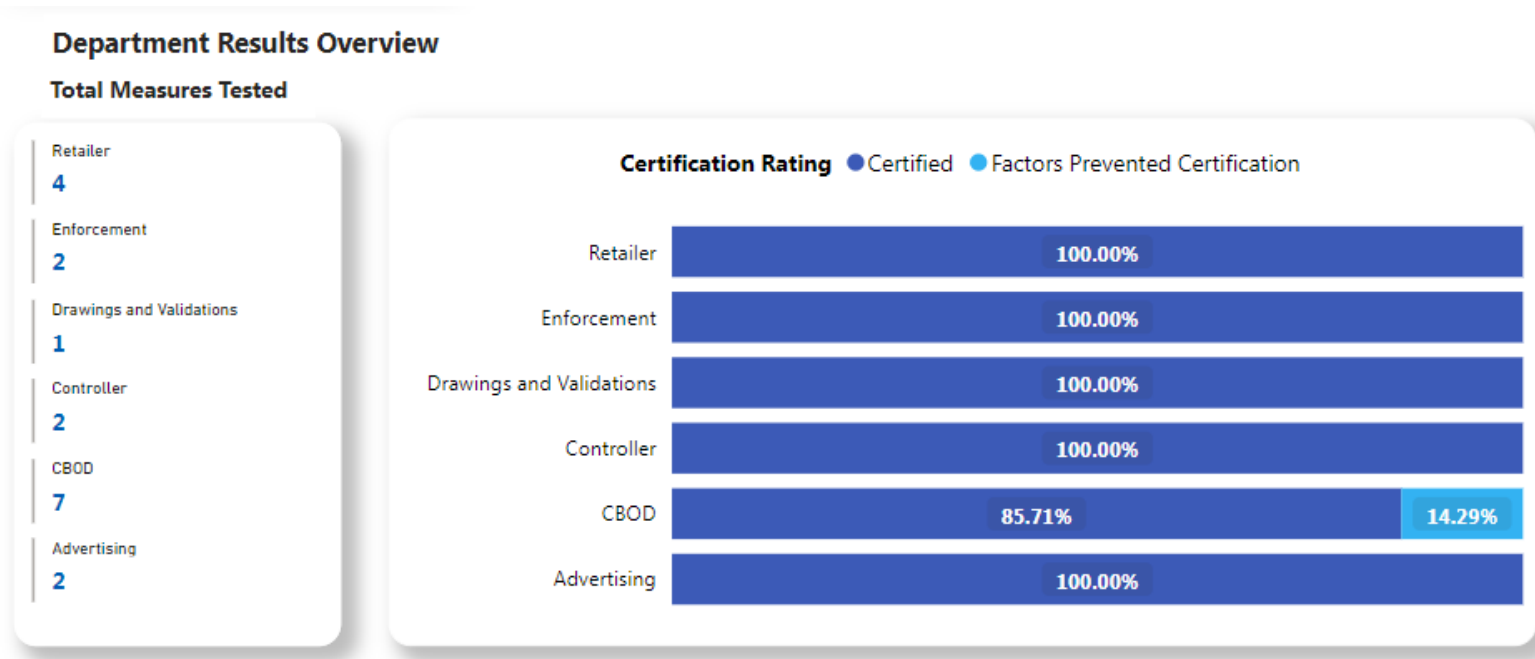 Department Results Overview
Total Measures Tested
Retailer
4
Enforcement
2
Drawings and Validations
1
Controller
2
CBOD
7
Advertising
2
Certification Rating Certified Factors Prevented Certification
Retailer 100.00%
Enforcement 100.00%
Drawings and Validations 100.00%
Controller 100.00%
CBOD 85.71% 14.29%
Advertising 100.00%